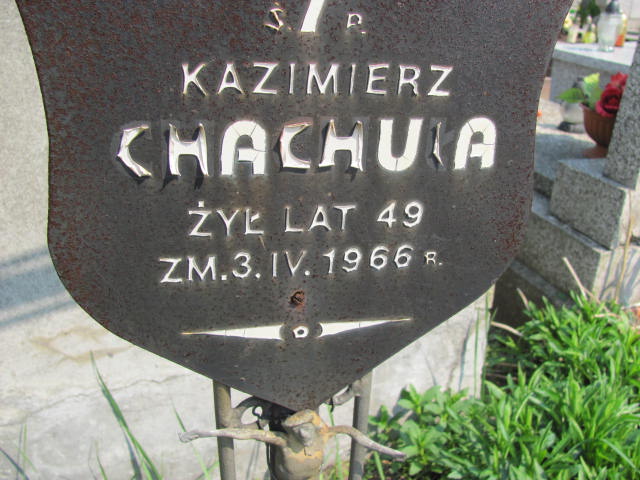 Ś. P.
KAZIMIERZ
CHACHUŁA
ŻYŁ LAT 49
ZM. 3. IV. 1966 R.